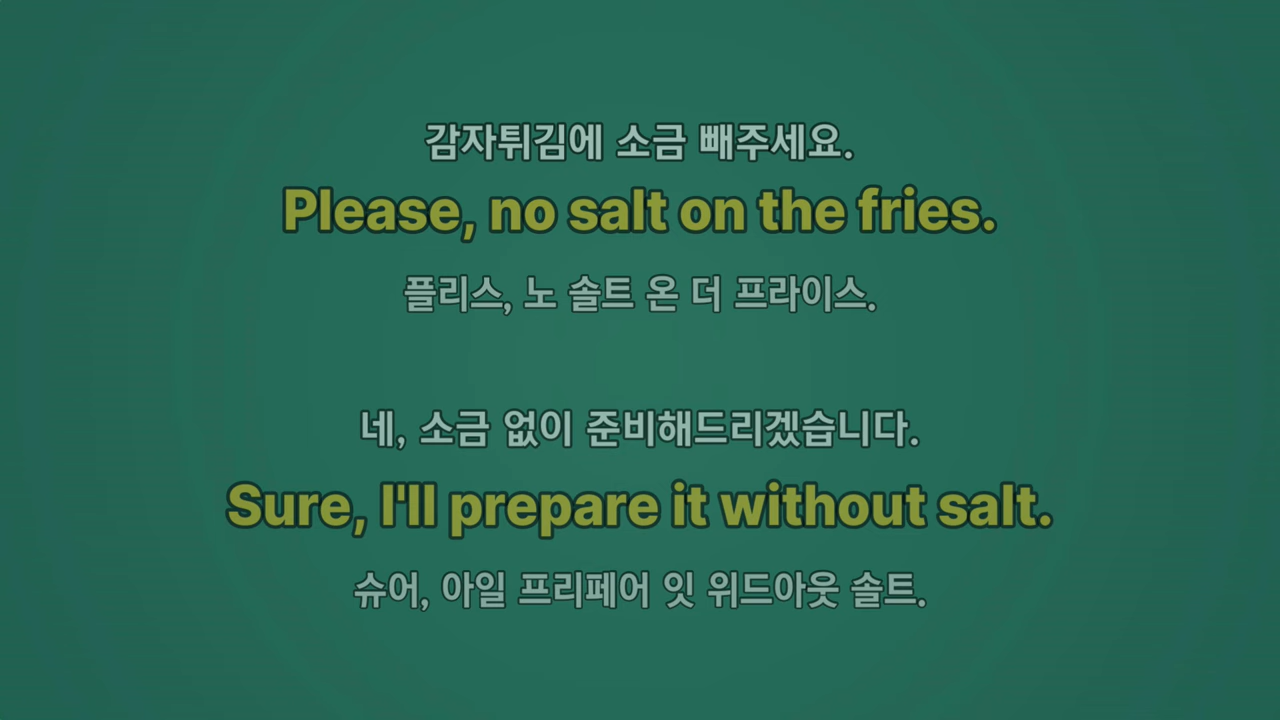 감자튀김에 소금 빼주세요.
Please, no salt on the fries.
플리스, 노 솔트 온 더 프라이스.
네, 소금 없이 준비해드리겠습니다.
Sure, I'll prepare it without salt.
슈어, 아일 프리페어 잇 위드아웃 솔트.